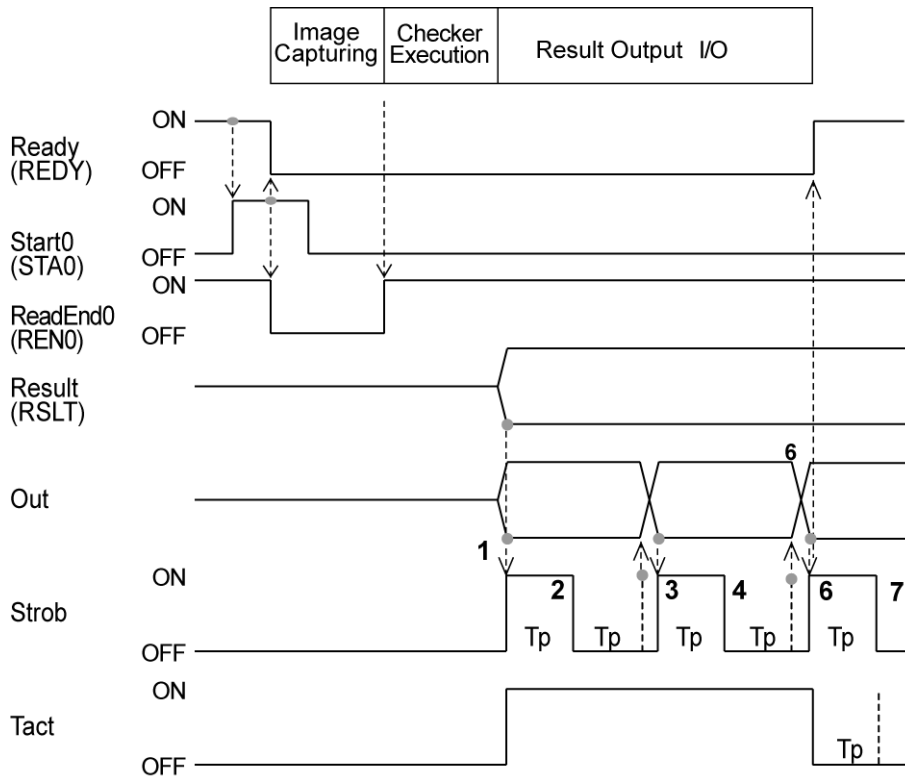 Image
Capturing
Checker
Execution
Result Output I/O
ON
Ready
(REDY)
OFF
ON
Start0
(STA0)
OFF
ON
ReadEnd0
(REN0)
OFF
Result
(RSLT)
6
Out
1
ON
2
3
4
6
7
Strob
Tp
Tp
Tp
Tp
Tp
OFF
ON
Tact
Tp
OFF